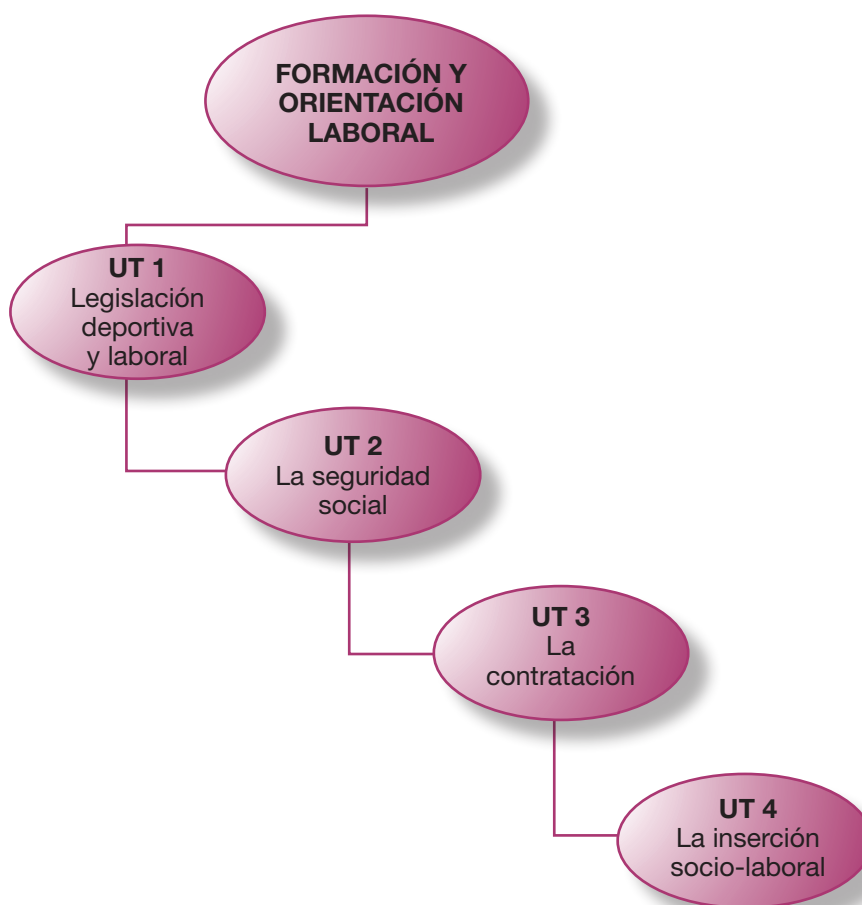 FORMACIÓN Y
ORIENTACIÓN
LABORAL
UT 1
Legislación
deportiva
y laboral
UT 2
La seguridad
social
UT 3
La
contratación
UT 4
La inserción
socio-laboral